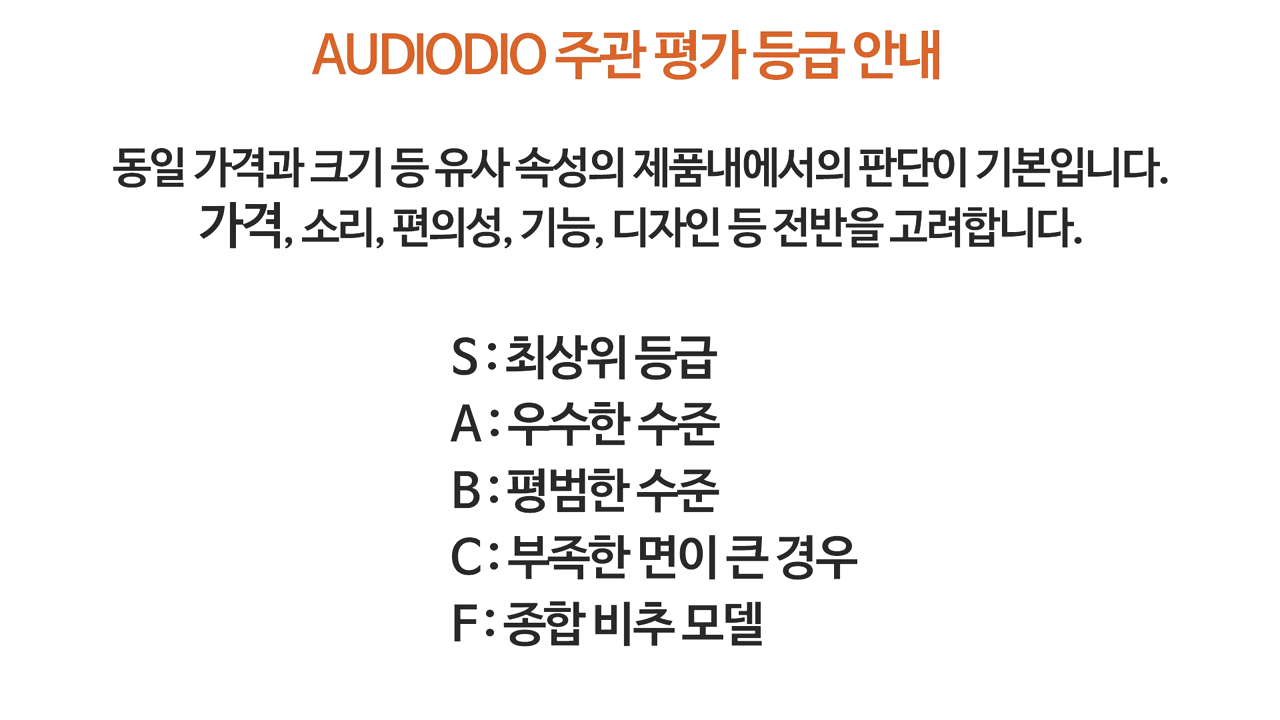 AUDIODIO 주관 평가 등급 안내
동일 가격과 크기 등 유사 속성의 제품내에서의 판단이 기본입니다.
가격, 소리, 편의성, 기능, 디자인 등 전반을 고려합니다.
S : 최상위 등급
A : 우수한 수준
B : 평범한 수준
C : 부족한 면이 큰 경우
F : 종합 비추 모델